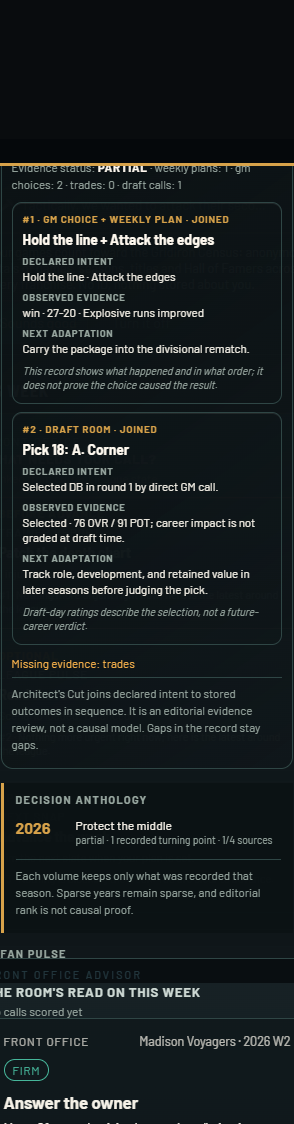 Evidence status: PARTIAL · weekly plans: 1 · gm
choices: 2 · trades: 0 · draft calls: 1
#1 · GM CHOICE + WEEKLY PLAN · JOINED
Hold the line + Attack the edges
DECLARED INTENT
Hold the line · Attack the edges
OBSERVED EVIDENCE
win · 27-20 · Explosive runs improved
NEXT ADAPTATION
Carry the package into the divisional rematch.
This record shows what happened and in what order; it
does not prove the choice caused the result.
#2 · DRAFT ROOM · JOINED
Pick 18: A. Corner
DECLARED INTENT
Selected DB in round 1 by direct GM call.
OBSERVED EVIDENCE
Selected · 76 OVR / 91 POT; career impact is not
graded at draft time.
NEXT ADAPTATION
Track role, development, and retained value in
later seasons before judging the pick.
Draft-day ratings describe the selection, not a future-
career verdict.
Missing evidence: trades
Architect's Cut joins declared intent to stored
outcomes in sequence. It is an editorial evidence
review, not a causal model. Gaps in the record stay
gaps.
DECISION ANTHOLOGY
2026 Protect the middle
partial · 1 recorded turning point · 1/4 sources
Each volume keeps only what was recorded that
season. Sparse years remain sparse, and editorial
rank is not causal proof.
FAN PULSE
RONT OFFICE ADVISOR
HE ROOM'S READ ON THIS WEEK
calls scored yet
FRONT OFFICE Madison Voyagers · 2026 W2
FIRM
Answer the owner